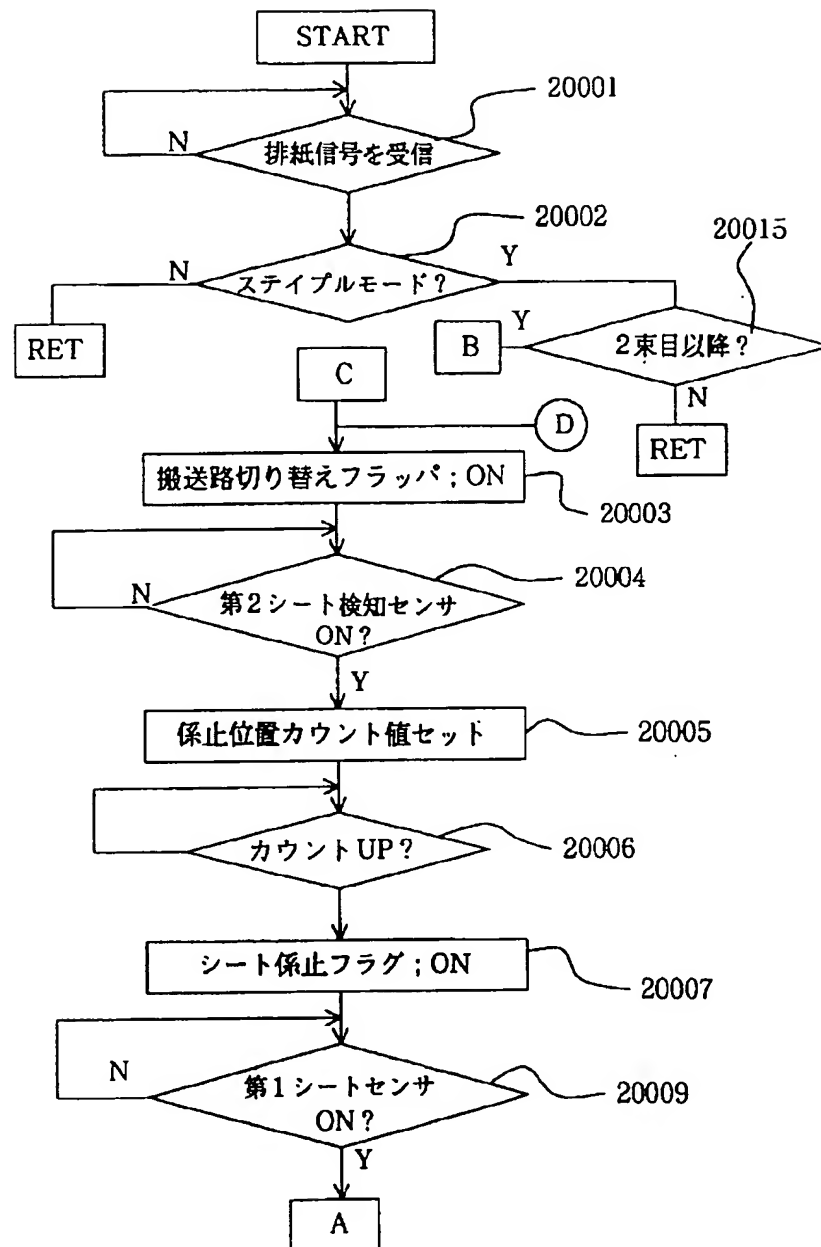 START
20001
N
排紙信号を受信
20002
20015
N
ステイプルモード?
Y
Y
RET
B
2束目以降?
C
N
D
RET
搬送路切り替えフラッパ;ON
20003
20004
N
第2シート検知センサ
ON?
Y
係止位置カウント値セット
20005
カウントUP?
20006
シート係止フラグ;ON
20007
N
第1シートセンサ
ON?
20009
Y
A